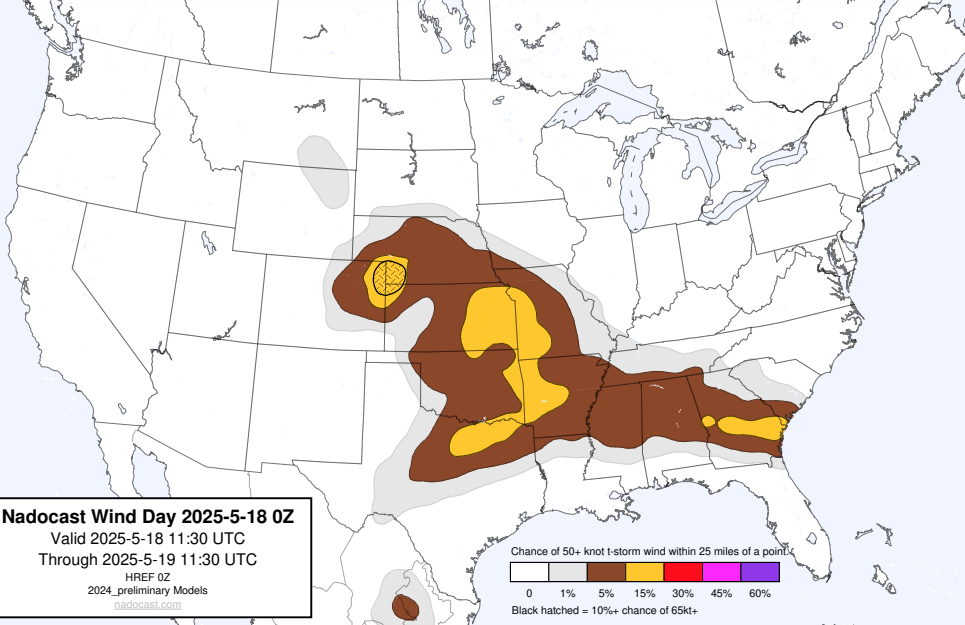 Nadocast Wind Day 2025-5-18 0Z
Valid 2025-5-18 11:30 UTC
Through 2025-5-19 11:30 UTC
HREF 0Z
2024_preliminary Models
nadocast.com
Chance of 50+ knot t-storm wind within 25 miles of a point.
0 1% 5% 15% 30% 45% 60%
Black hatched = 10%+ chance of 65kt+